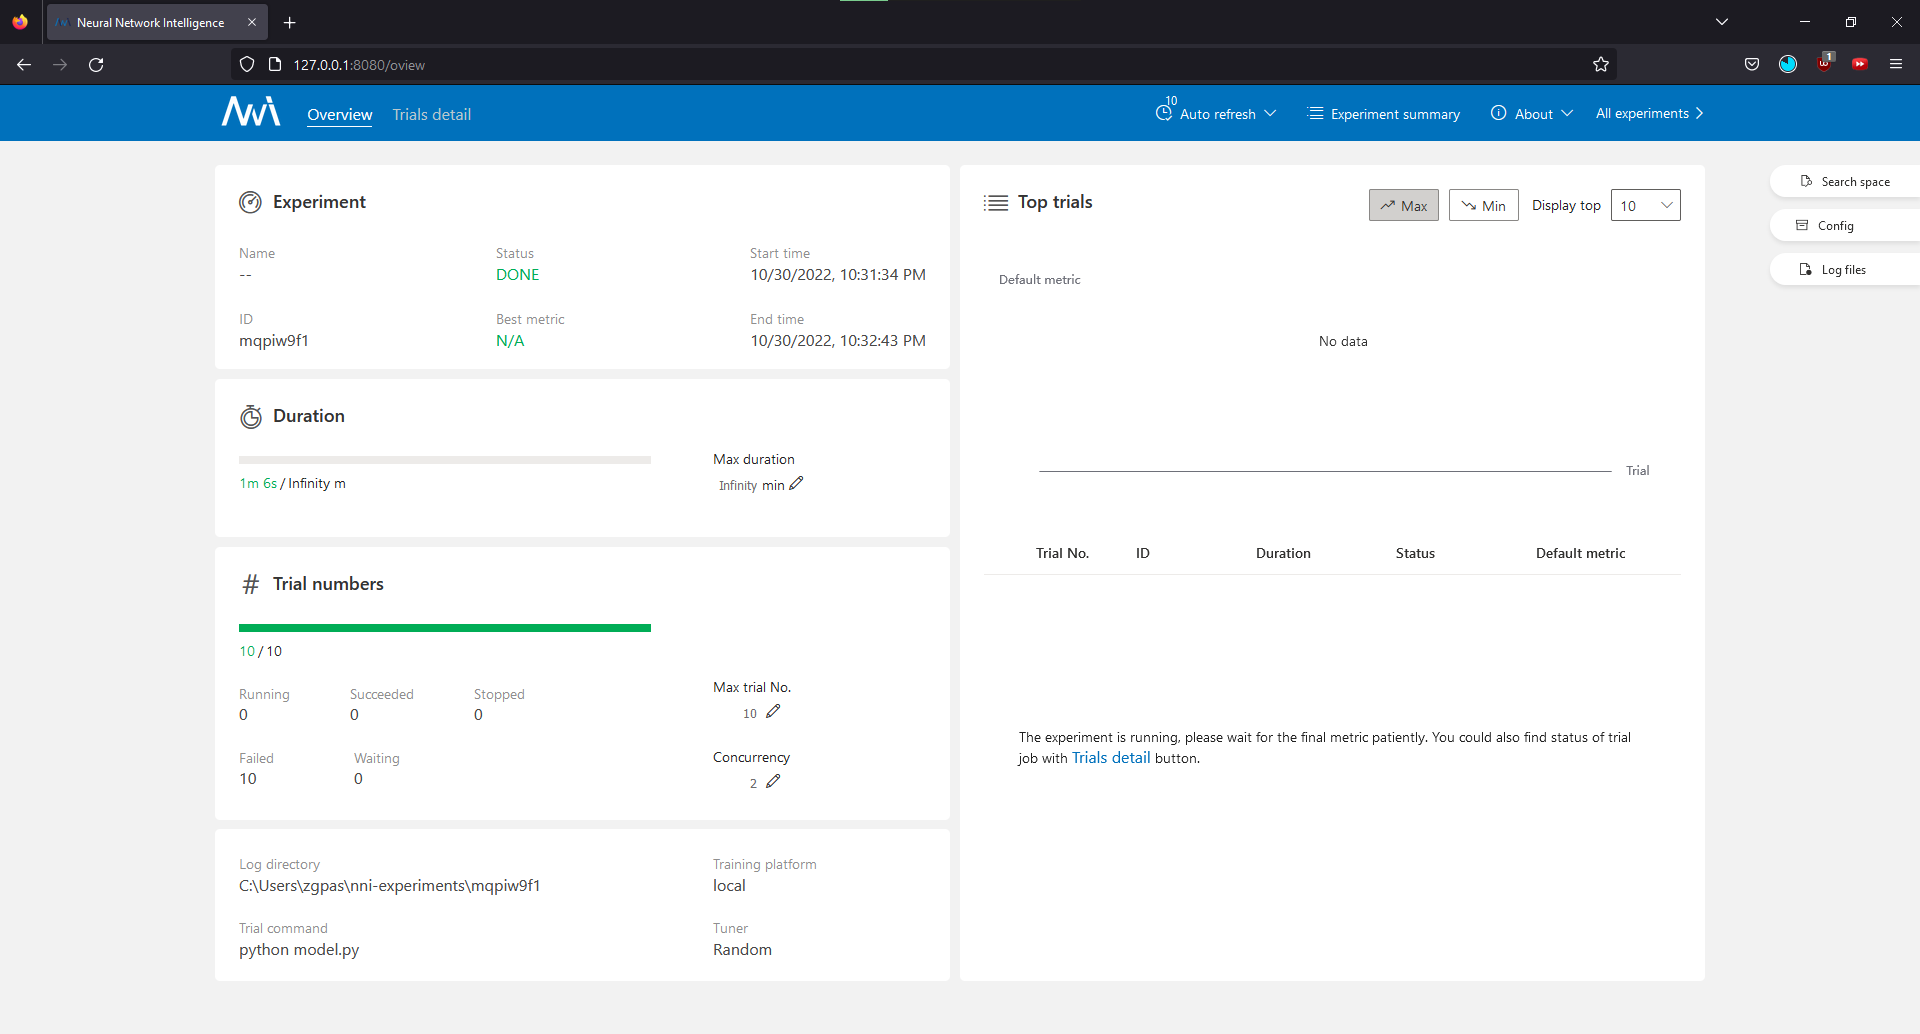 Neural Network Intelligence
127.0.0.1:8080/oview
1
Overview
Trials detail
10
Auto refresh
Experiment summary
About
All experiments
Experiment
Name
Status
Start time
--
DONE
10/30/2022, 10:31:34 PM
ID
Best metric
End time
mqpiw9f1
N/A
10/30/2022, 10:32:43 PM
Duration
Max duration
1m 6s / Infinity m
Infinity min
# Trial numbers
10 / 10
Running
Succeeded
Stopped
Max trial No.
0
0
0
10
Failed
Waiting
Concurrency
10
0
2
Log directory
Training platform
C:\Users\zgpas\nni-experiments\mqpiw9f1
local
Trial command
Tuner
python model.py
Random
Top trials
Max
Min
Display top
10
Default metric
No data
Trial
Trial No.
ID
Duration
Status
Default metric
The experiment is running, please wait for the final metric patiently. You could also find status of trial
job with Trials detail button.
Search space
Config
Log files